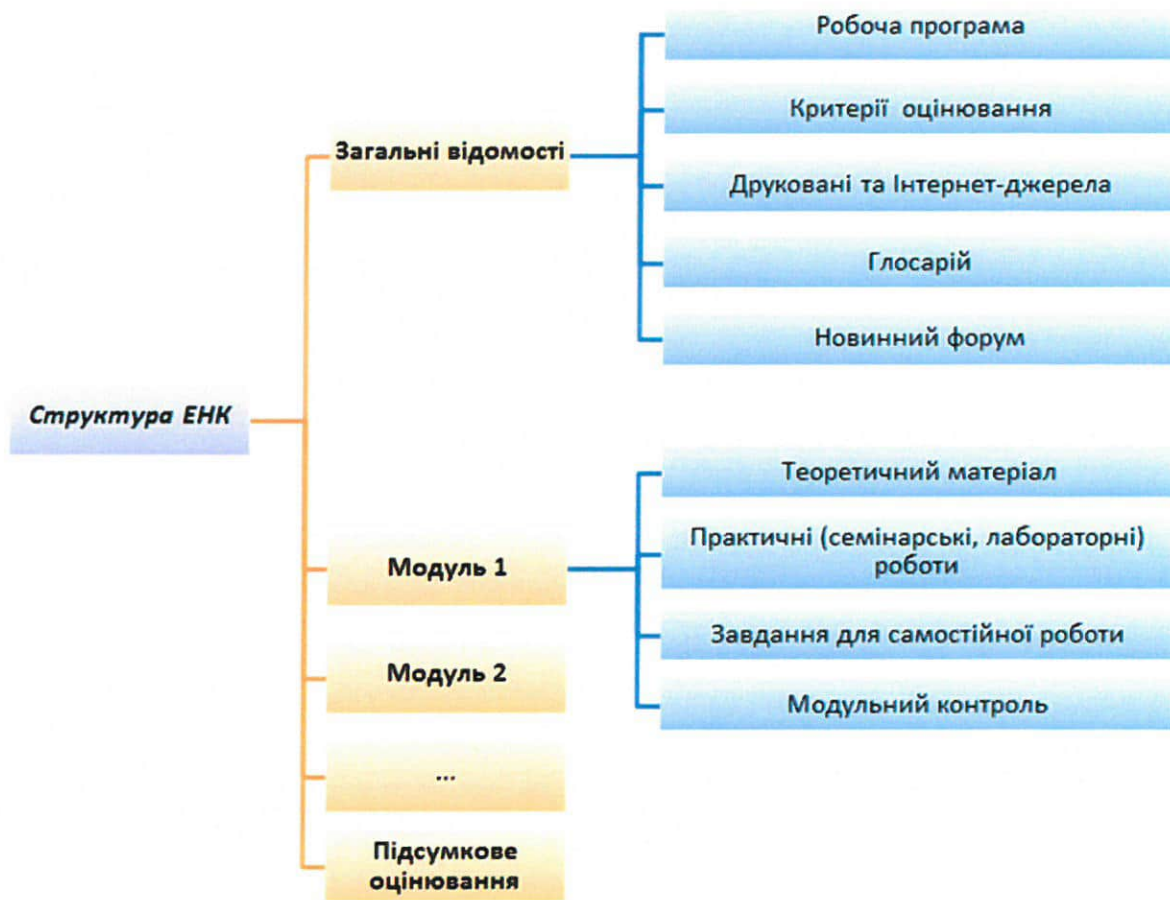 Структура ЕНК
Загальні відомості
Робоча програма
Критерії оцінювання
Друковані та Інтернет-джерела
Глосарій
Новинний форум
Модуль 1
Теоретичний матеріал
Практичні (семінарські, лабораторні)
роботи
Завдання для самостійної роботи
Модульний контроль
Модуль 2
...
Підсумкове
оцінювання